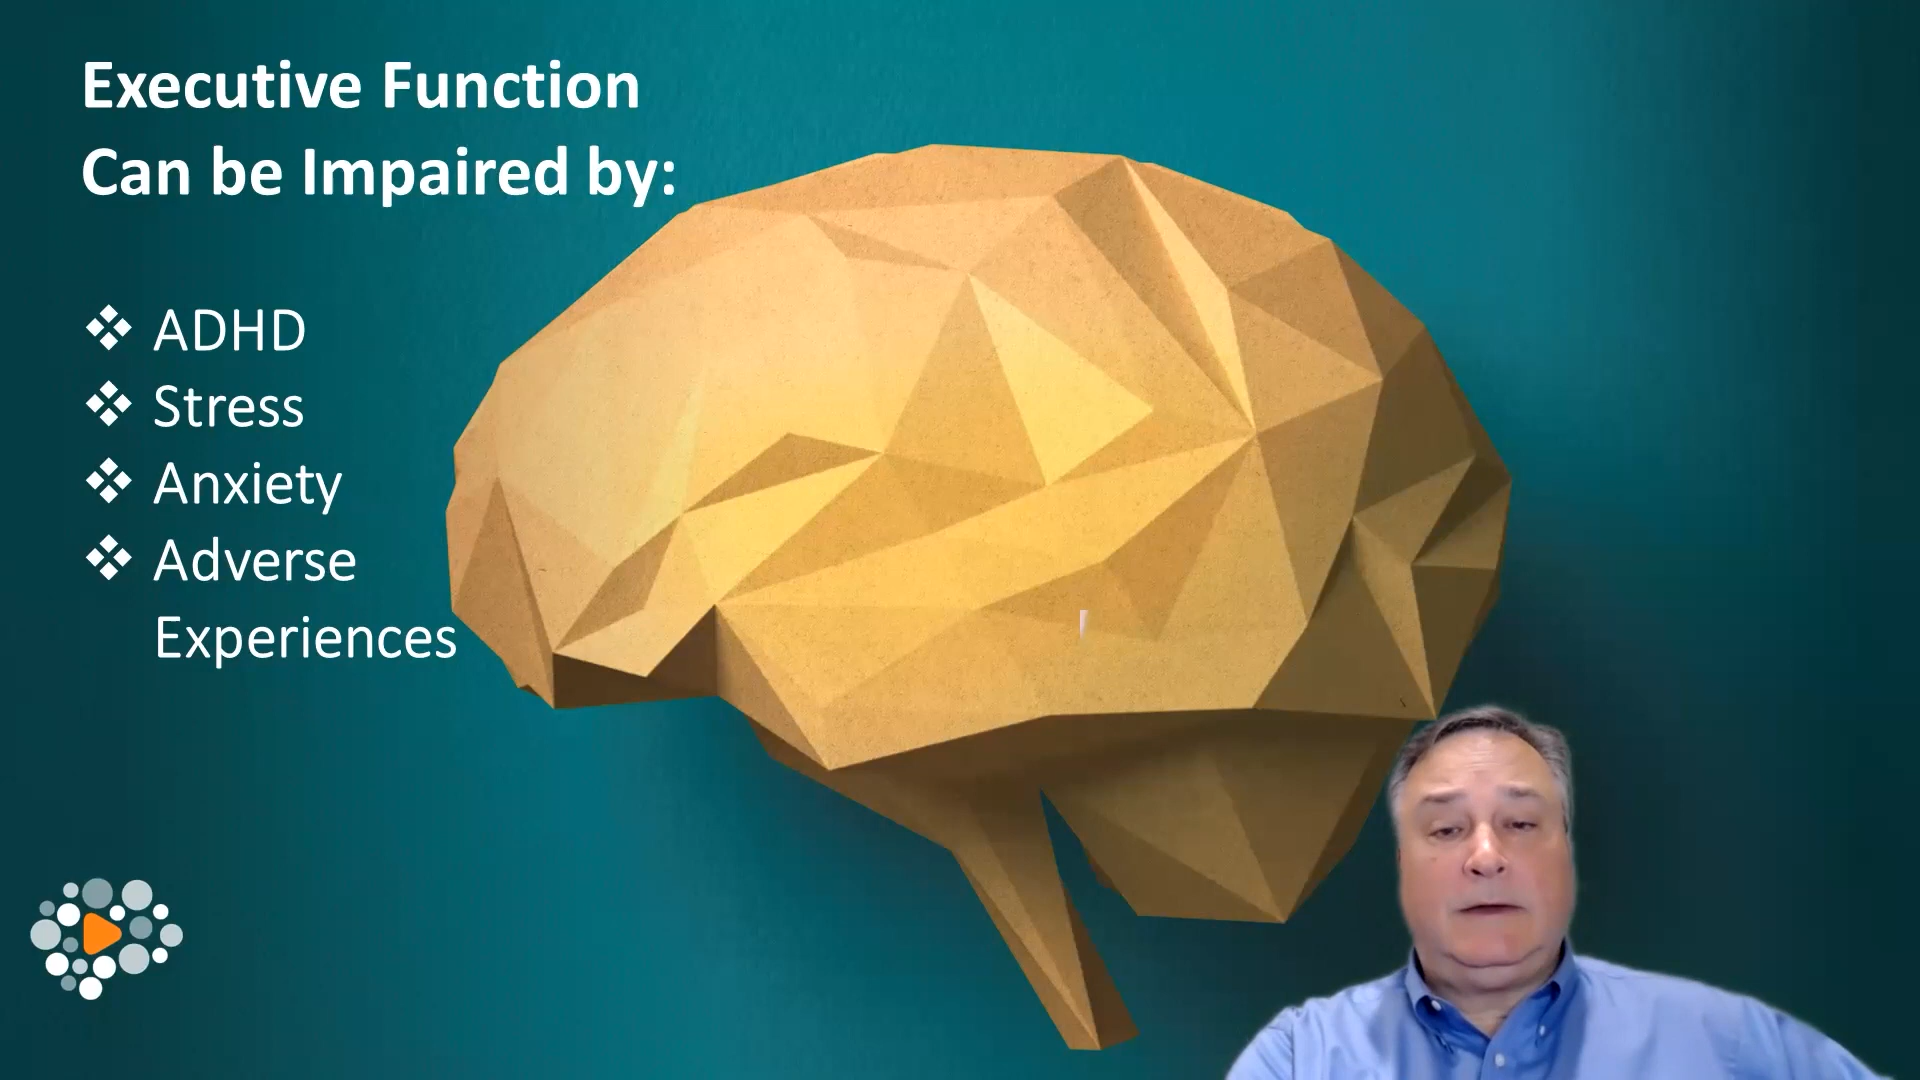 Executive Function
Can be Impaired by:
❖ ADHD
❖ Stress
❖ Anxiety
❖ Adverse
Experiences